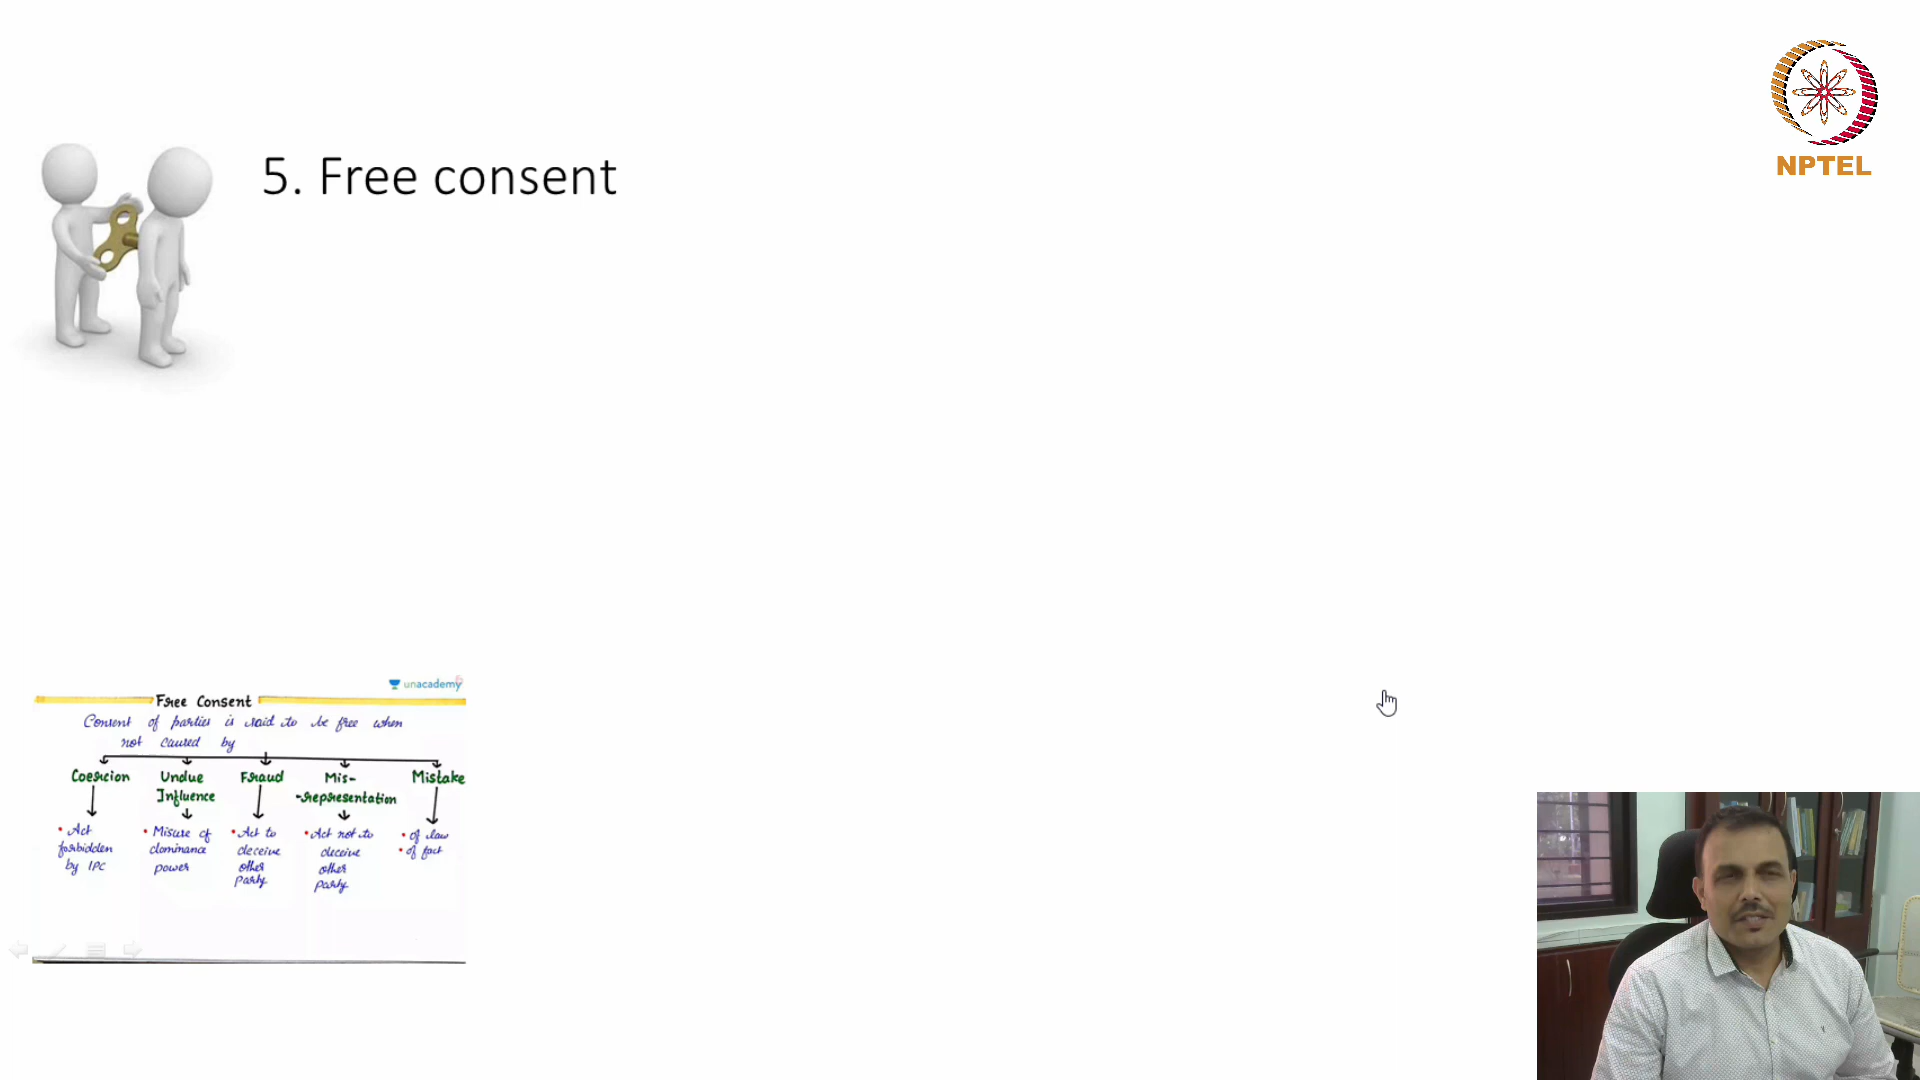 NPTEL
5. Free consent
unacademy
Free Consent
Consent of parties is said to be free when
not caused by
Coercion
Undue
Influence
Fraud
Mis-
-representation
Mistake
• Act
forbidden
by IPC
• Misuse of
dominance
power
• Act to
deceive
other
Party
• Act not to
deceive
other
party
• of law
• of fact